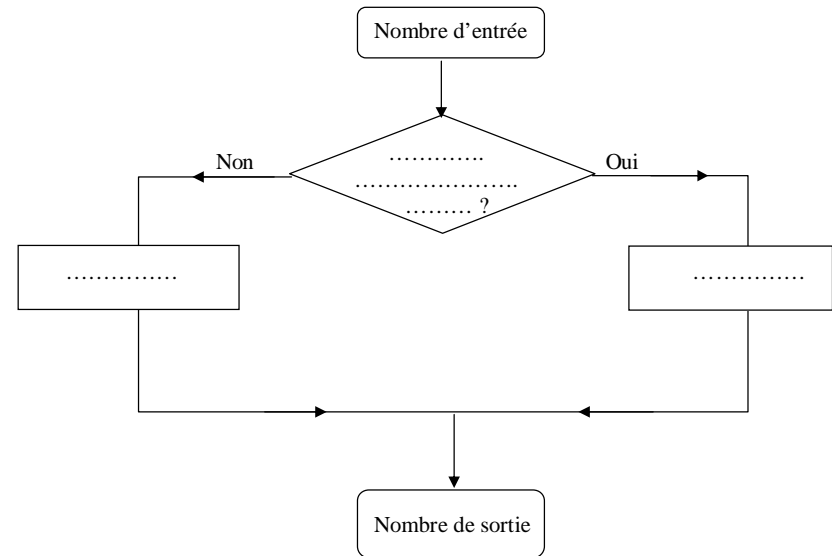 Nombre d'entrée
………….
………………….
……… ?
Non
Oui
……………
……………
Nombre de sortie